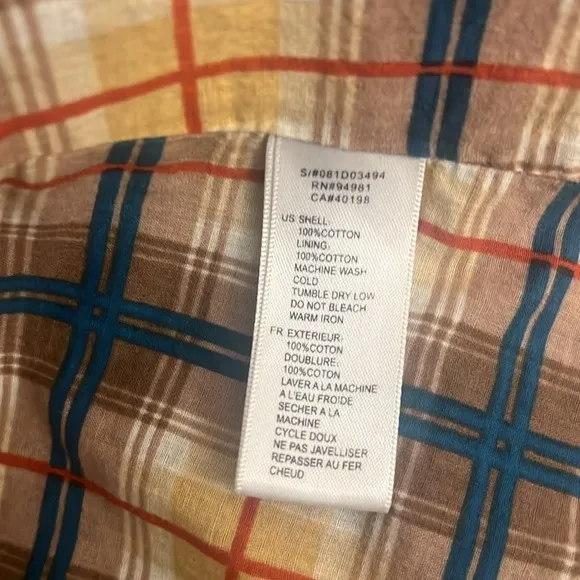 S/#081D03494
RN#94981
CA#40198
US SHELL:
100%COTTON
LINING:
100%COTTON
MACHINE WASH
COLD
TUMBLE DRY LOW
DO NOT BLEACH
WARM IRON
FR EXTERIEUR:
100%COTON
DOUBLURE:
100%COTON
LAVER A LA MACHINE
A L'EAU FROIDE
SECHER A LA
MACHINE
CYCLE DOUX
NE PAS JAVELLISER
REPASSER AU FER
CHEUD